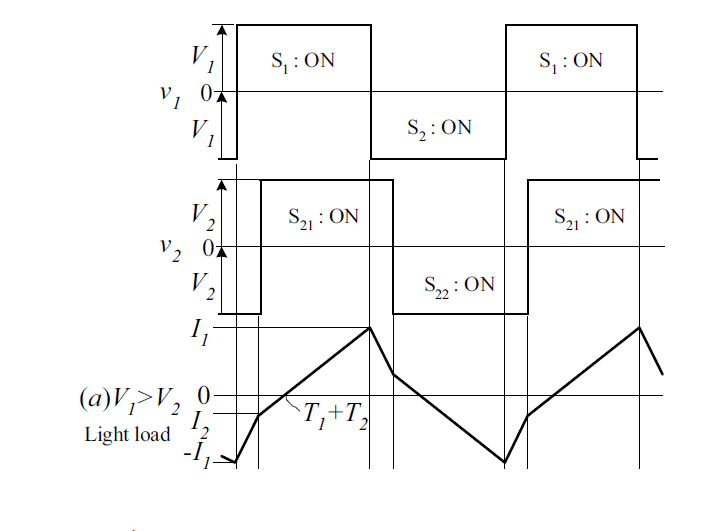 V₁ S₁ : ON S₁ : ON
v₁ 0
V₁ S₂ : ON
V₂ S₂₁ : ON S₂₁ : ON
v₂ 0
V₂ S₂₂ : ON
I₁
(a)V₁>V₂ 0
I₂ T₁+T₂
Light load
-I₁